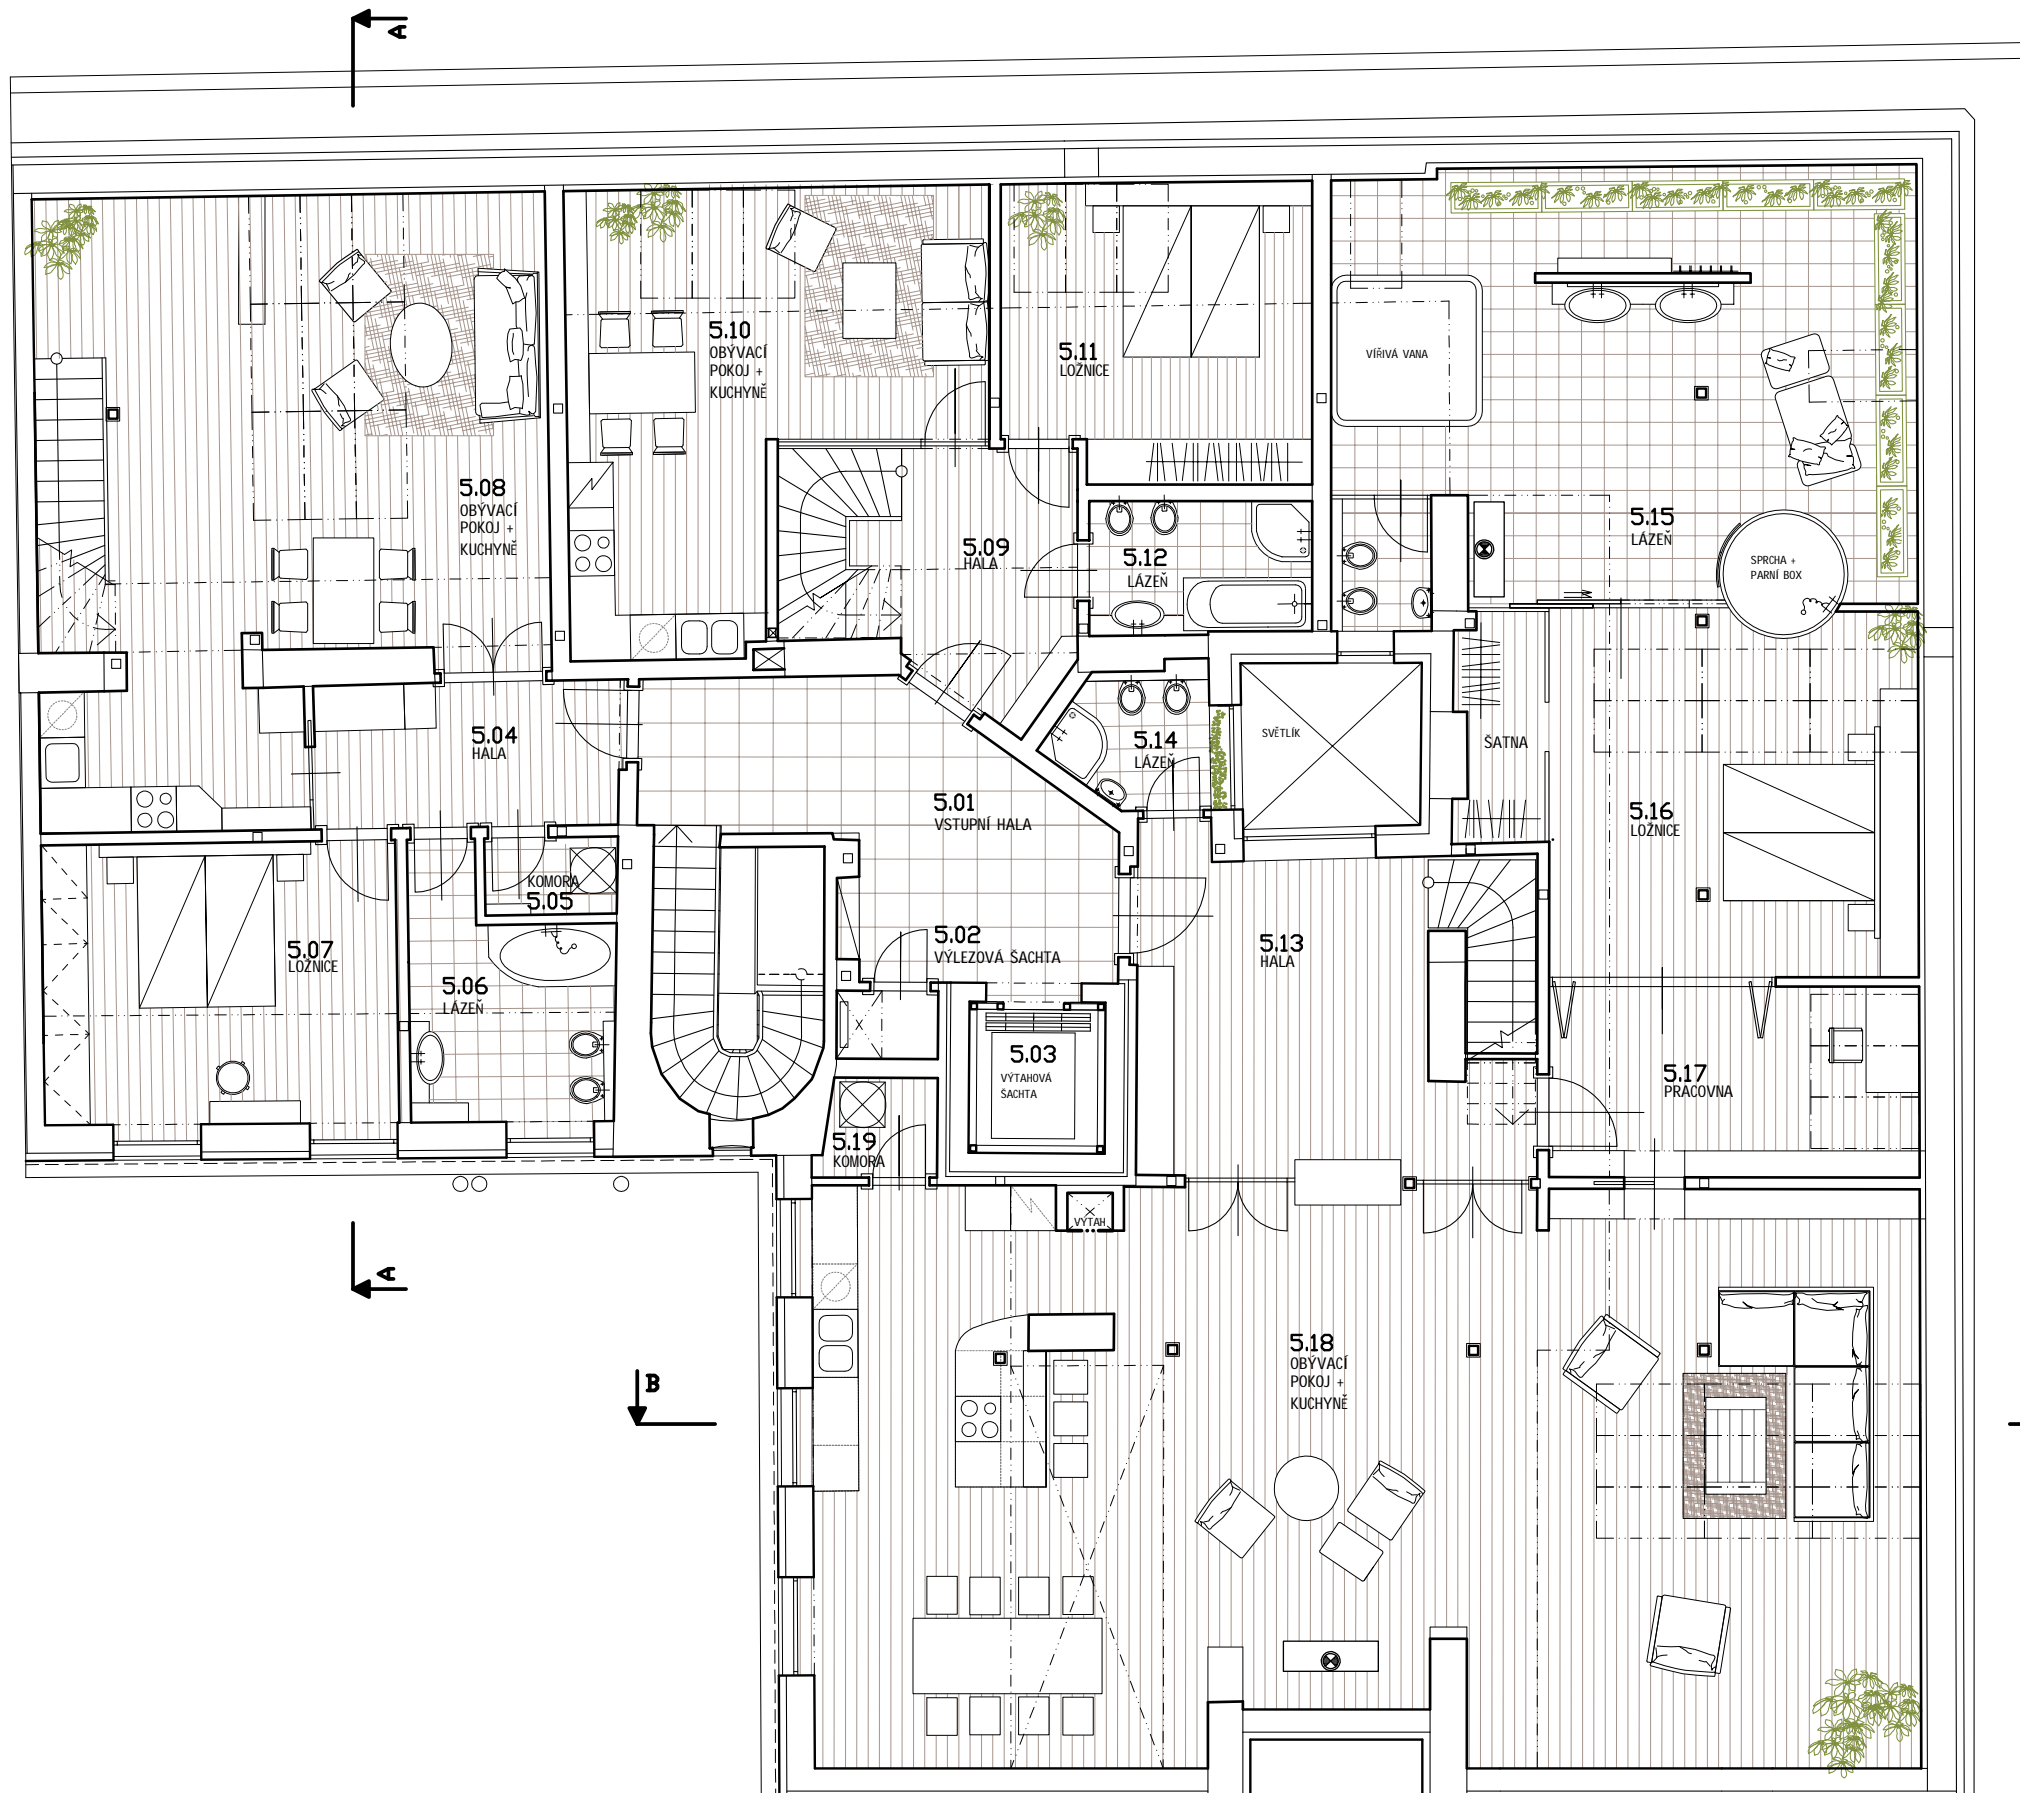 A
5.10
OBÝVACÍ
POKOJ +
KUCHYNĚ
5.11
LOŽNICE
VÍŘIVÁ VANA
5.08
OBÝVACÍ
POKOJ +
KUCHYNĚ
5.09
HALA
5.12
LÁZEŇ
5.15
LÁZEŇ
SPRCHA +
PARNÍ BOX
5.04
HALA
5.14
LÁZEŇ
SVĚTLÍK
ŠATNA
5.01
VSTUPNÍ HALA
5.16
LOŽNICE
KOMORA
5.05
5.07
LOŽNICE
5.06
LÁZEŇ
5.02
VÝLEZOVÁ ŠACHTA
5.13
HALA
5.03
VÝTAHOVÁ
ŠACHTA
5.17
PRACOVNA
5.19
KOMORA
VÝTAH
A
B
5.18
OBÝVACÍ
POKOJ +
KUCHYNĚ